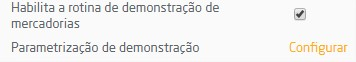 Habilita a rotina de demonstração de
mercadorias
Parametrização de demonstração Configurar